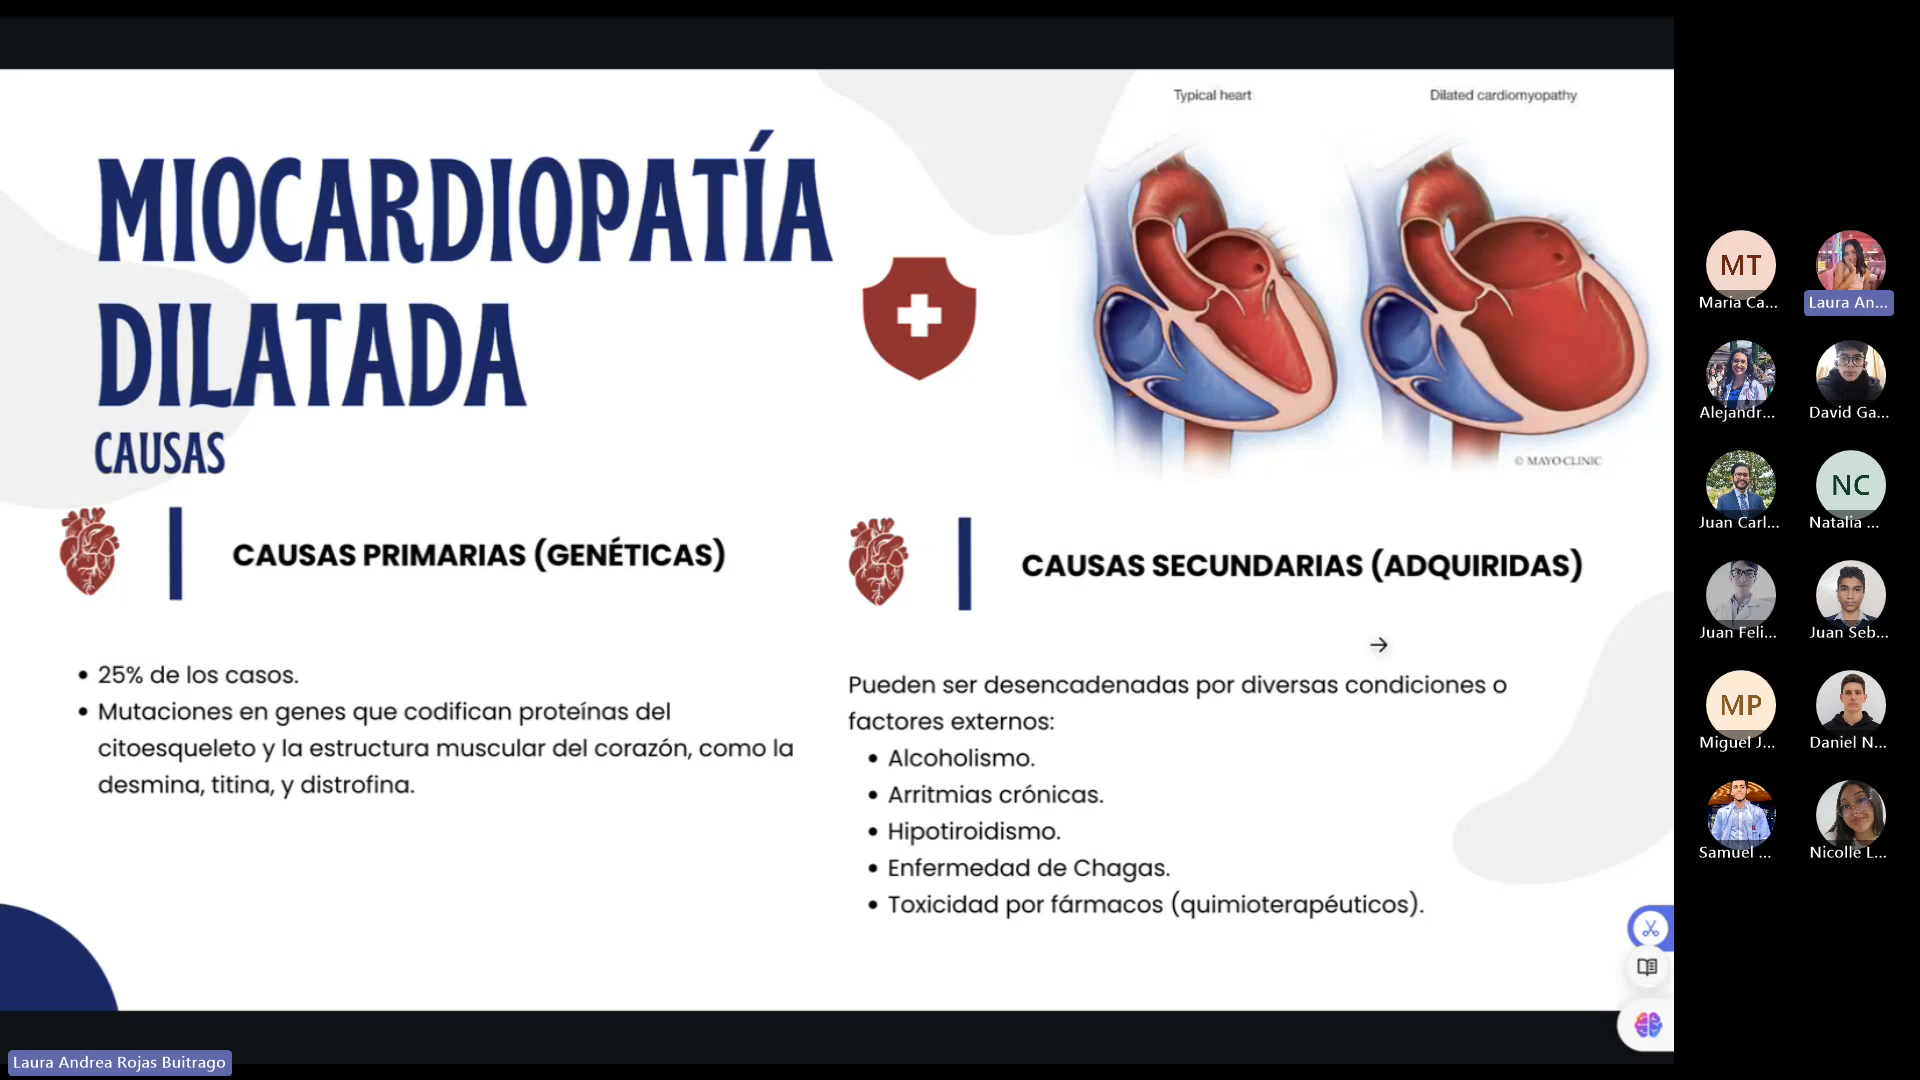 Typical heart
Dilated cardiomyopathy
MIOCARDIOPATÍA
DILATADA
CAUSAS
© MAYO CLINIC
CAUSAS PRIMARIAS (GENÉTICAS)
• 25% de los casos.
• Mutaciones en genes que codifican proteínas del
citoesqueleto y la estructura muscular del corazón, como la
desmina, titina, y distrofina.
CAUSAS SECUNDARIAS (ADQUIRIDAS)
Pueden ser desencadenadas por diversas condiciones o
factores externos:
• Alcoholismo.
• Arritmias crónicas.
• Hipotiroidismo.
• Enfermedad de Chagas.
• Toxicidad por fármacos (quimioterapéuticos).
MT
Maria Ca...
Laura An...
Alejandr...
David Ga...
Juan Carl...
NC
Natalia ...
Juan Feli...
Juan Seb...
MP
Miguel J...
Daniel N...
Samuel ...
Nicolle L...
Laura Andrea Rojas Buitrago